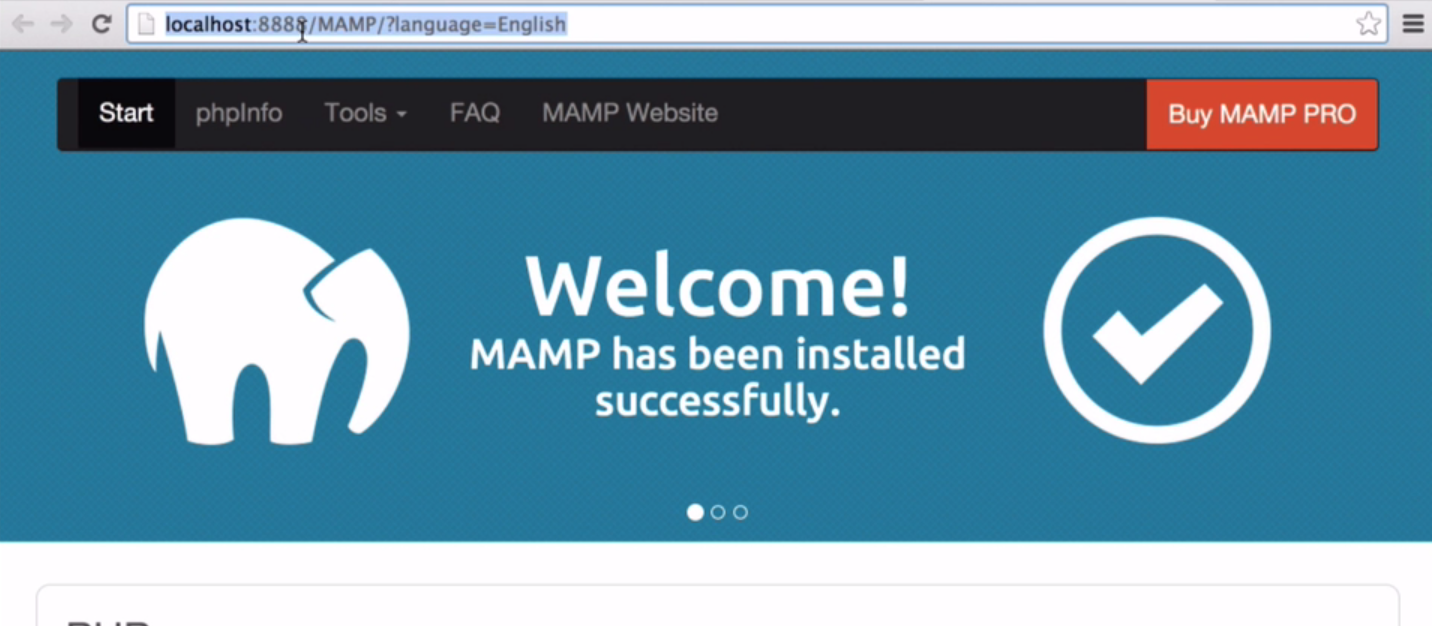 localhost:8888/MAMP/?language=English
Start phpInfo Tools FAQ MAMP Website Buy MAMP PRO
Welcome!
MAMP has been installed
successfully.
PHP